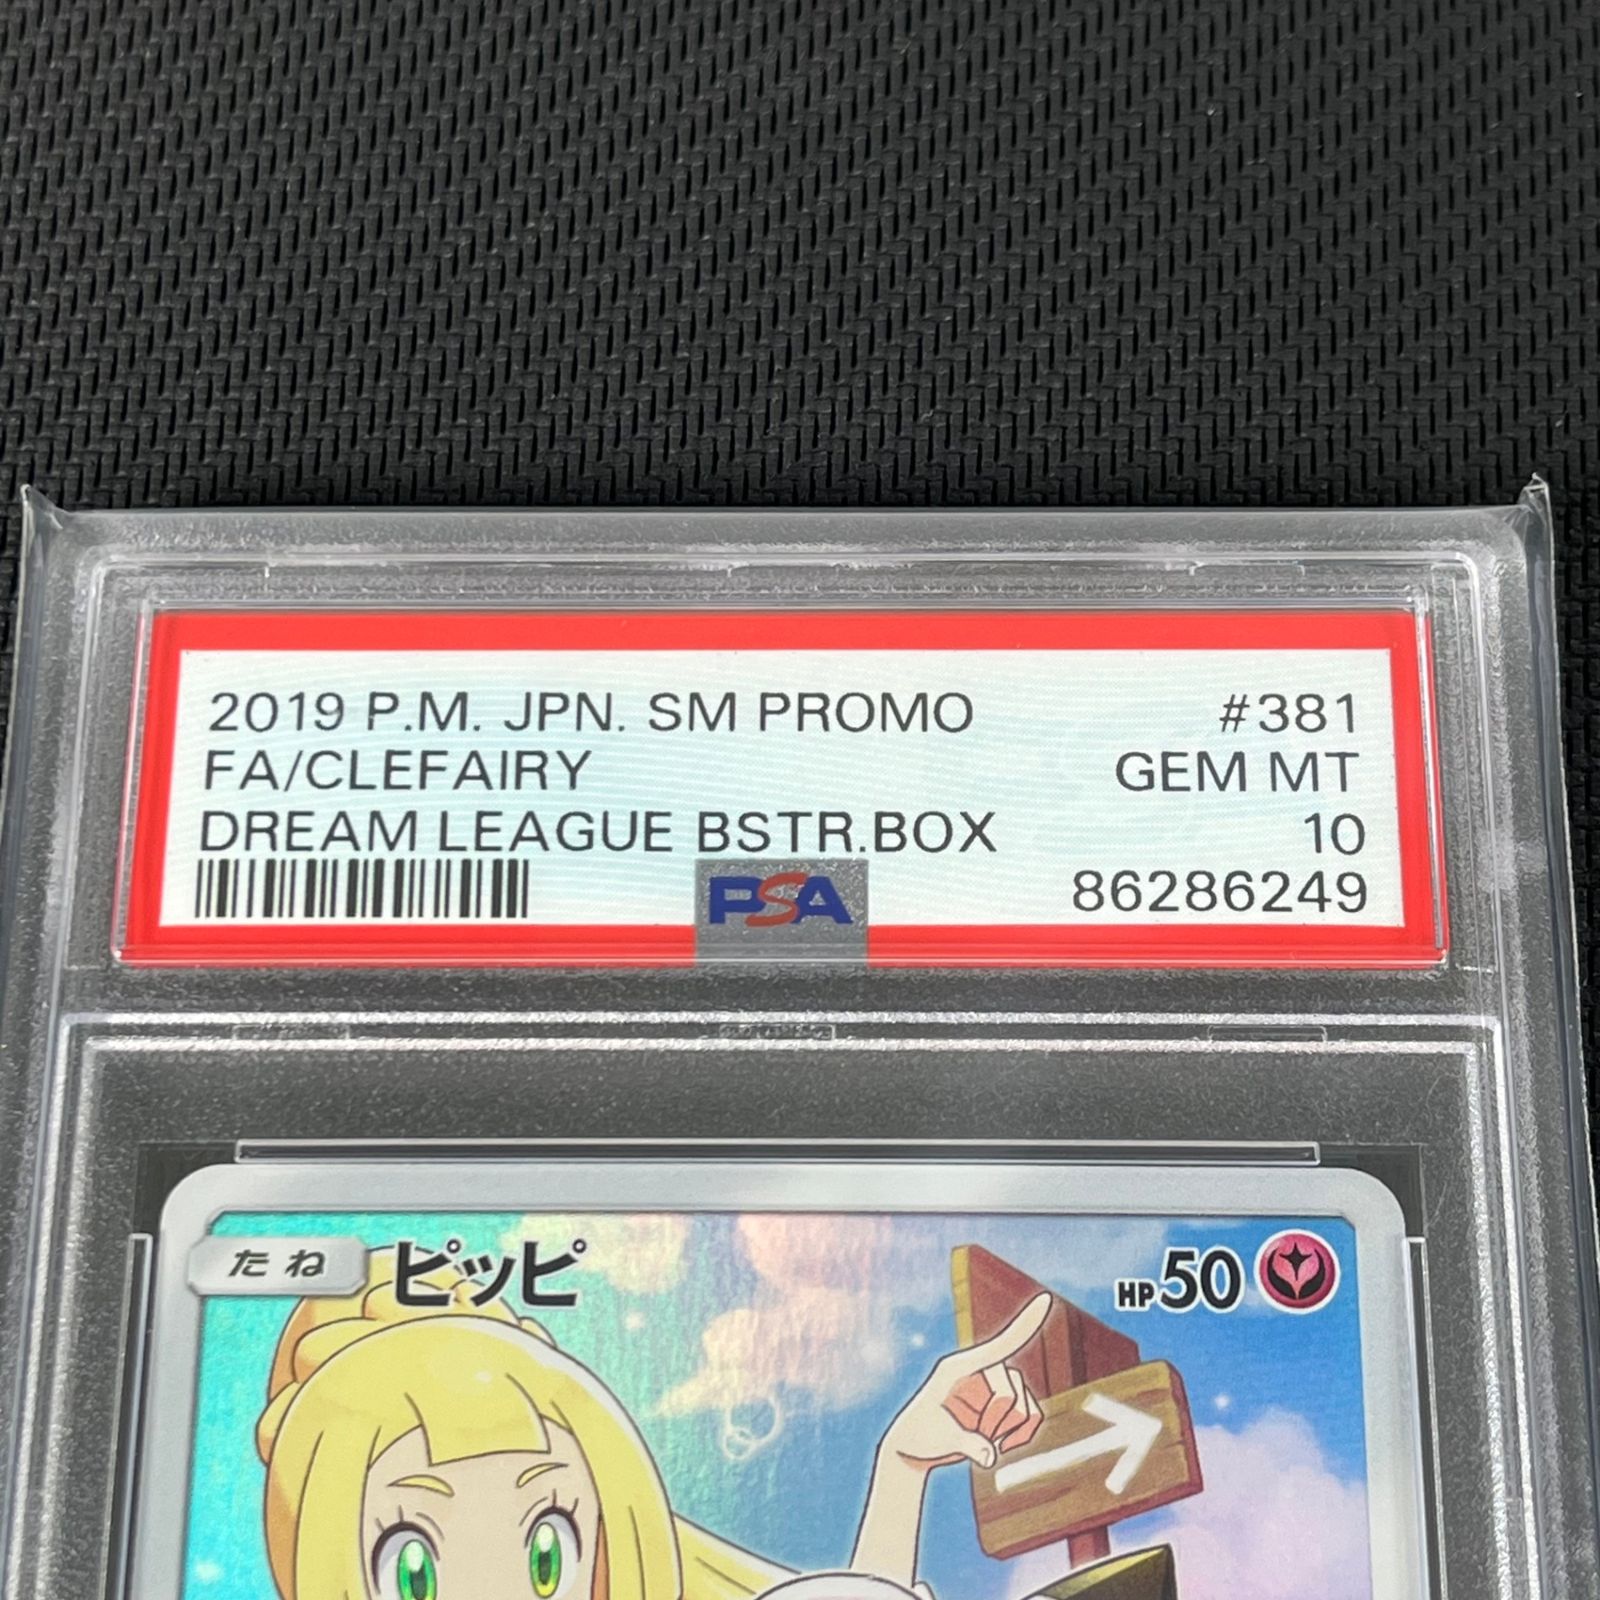 2019 P.M. JPN. SM PROMO #381
FA/CLEFAIRY GEM MT
DREAM LEAGUE BSTR.BOX 10
PSA 86286249
たね ピッピ HP50